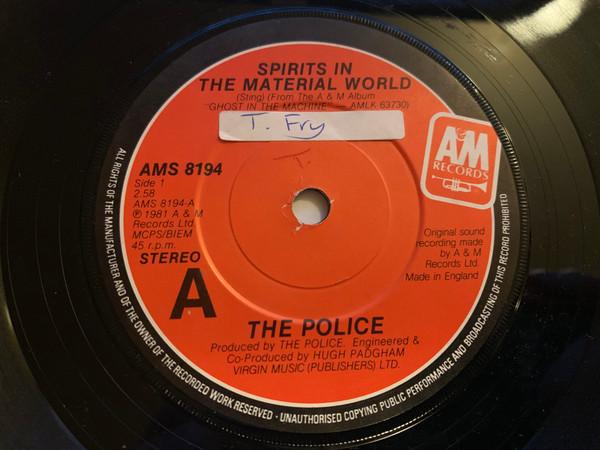 SPIRITS IN
THE MATERIAL WORLD
(Sting) (From The A & M Album
"GHOST IN THE MACHINE" AMLK 63730)
T. Fry
T.
AM
RECORDS
AMS 8194
Side 1
2.58
AMS 8194-A
℗ 1981 A & M
Records Ltd.
MCPS/BIEM
45 r.p.m.
STEREO
A
Original sound
recording made
by A & M
Records Ltd.
Made in England
THE POLICE
Produced by THE POLICE. Engineered &
Co-Produced by HUGH PADGHAM
VIRGIN MUSIC (PUBLISHERS) LTD.
ALL RIGHTS OF THE MANUFACTURER AND OF THE OWNER OF THE RECORDED WORK RESERVED - UNAUTHORISED COPYING PUBLIC PERFORMANCE AND BROADCASTING OF THIS RECORD PROHIBITED